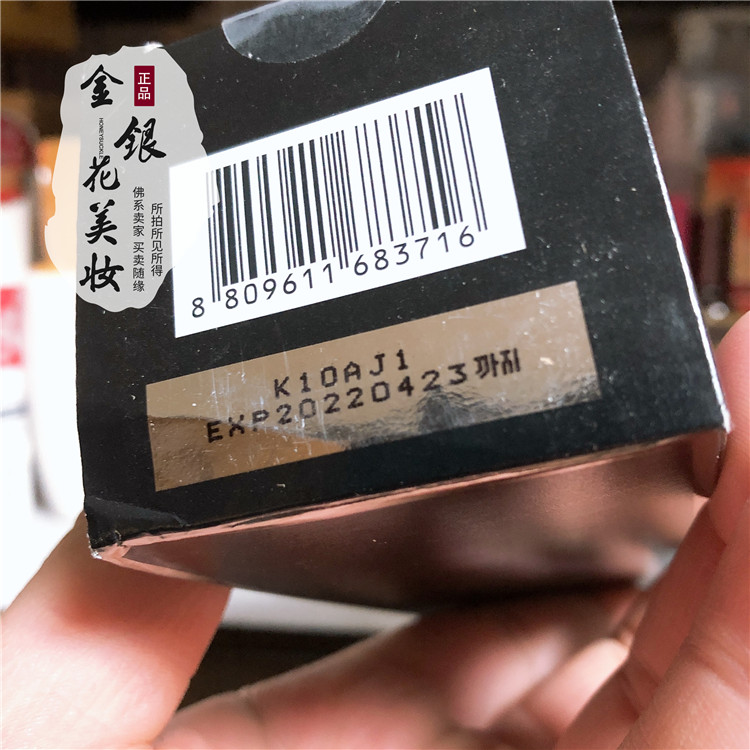 金银花美妆
正品
HONEYSUCKLE
佛系卖家 买卖随缘
所拍所见所得
8 809611 683716
K10AJ1
EXP20220423까지